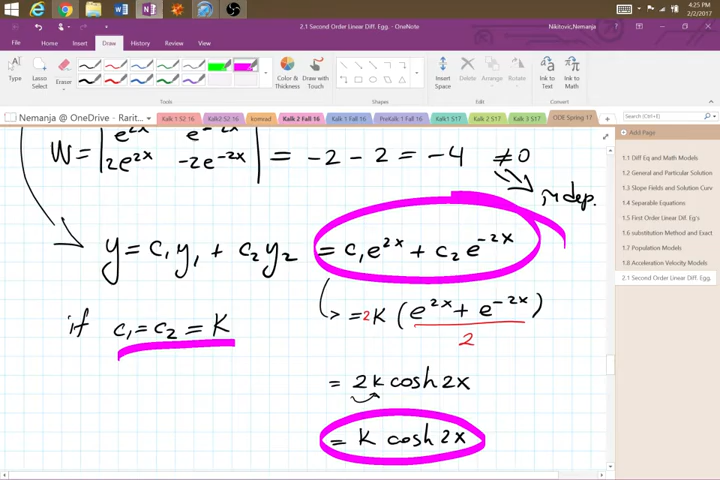 4:25 PM
2/2/2017
2.1 Second Order Linear Diff. Egg. - OneNote
Nikitovic,Nemanja
File Home Insert Draw History Review View
Type Lasso Select Eraser Color & Thickness Draw with Touch Shapes Insert Space Delete Arrange Rotate Ink to Text Ink to Math
Tools Shapes Edit Convert
Nemanja @ OneDrive - Rarit... Kalk 1 S2 16 Kalk2 S2 16 komrad Kalk 1 Fall 16 Kalk 2 Fall 16 PreKalk 1 Fall 16 Kalk1 S17 Kalk 2 S17 Kalk 3 S17 ODE Spring 17 Search (Ctrl+E)
Add Page
1.1 Diff Eq and Math Models
1.2 General and Particular Solution
1.3 Slope Fields and Solution Curv
1.4 Separable Equations
1.5 First Order Linear Diff. Eq's
1.6 substitution Method and Exact
1.7 Population Models
1.8. Acceleration Velocity Models
2.1 Second Order Linear Diff. Egg.
e^2x e^-2x
W = | 2e^2x -2e^-2x | = -2 - 2 = -4 ≠0
indep.
y = c₁y₁ + c₂y₂ = c₁e^2x + c₂e^-2x
if c₁ = c₂ = K
= 2K (e^2x + e^-2x)
2
= 2k cosh 2x
= K cosh 2x